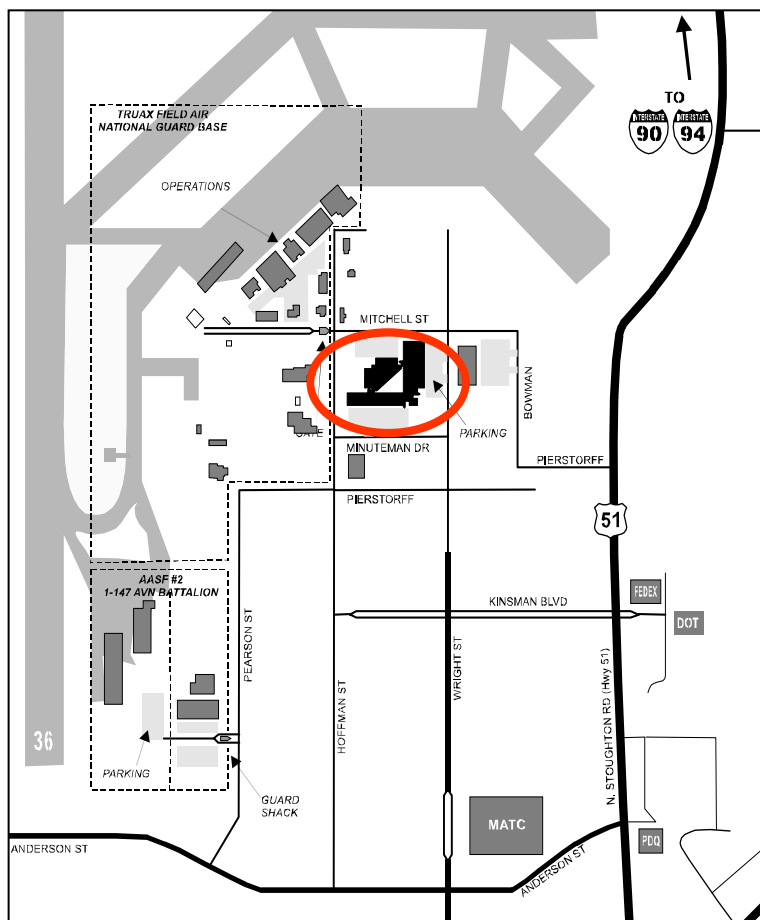 TRUAX FIELD AIR
NATIONAL GUARD BASE
TO
INTERSTATE
90
INTERSTATE
94
OPERATIONS
MITCHELL ST
BOWMAN
GATE
PARKING
MINUTEMAN DR
PIERSTORFF
PIERSTORFF
51
AASF #2
1-147 AVN BATTALION
PEARSON ST
HOFFMAN ST
WRIGHT ST
KINSMAN BLVD
FEDEX
DOT
N. STOUGHTON RD (Hwy 51)
36
PARKING
GUARD
SHACK
MATC
PDQ
ANDERSON ST
ANDERSON ST